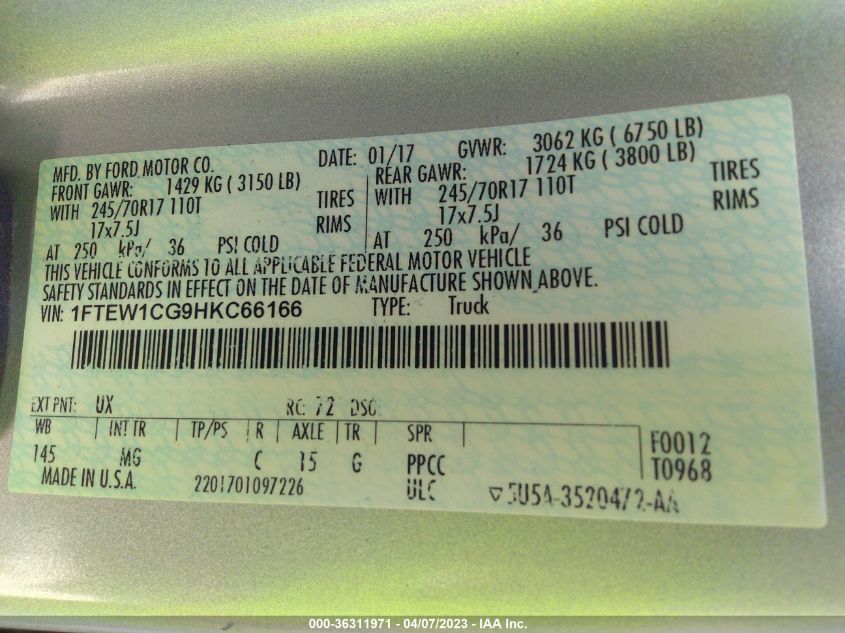 MFD. BY FORD MOTOR CO. DATE: 01/17 GVWR: 3062 KG ( 6750 LB)
FRONT GAWR: 1429 KG ( 3150 LB) REAR GAWR: 1724 KG ( 3800 LB)
WITH 245/70R17 110T TIRES WITH 245/70R17 110T TIRES
17x7.5J RIMS 17x7.5J RIMS
AT 250 kPa/ 36 PSI COLD AT 250 kPa/ 36 PSI COLD
THIS VEHICLE CONFORMS TO ALL APPLICABLE FEDERAL MOTOR VEHICLE
SAFETY STANDARDS IN EFFECT ON THE DATE OF MANUFACTURE SHOWN ABOVE.
VIN: 1FTEW1CG9HKC66166 TYPE: Truck
EXT PNT: UX RC: 72 DSO:
WB INT TR TP/PS R AXLE TR SPR F0012
145 MG C 15 G PPCC T0968
MADE IN U.S.A. 2201701097226 ULC 5U5A-3520472-AA
000-36311971 - 04/07/2023 - IAA Inc.